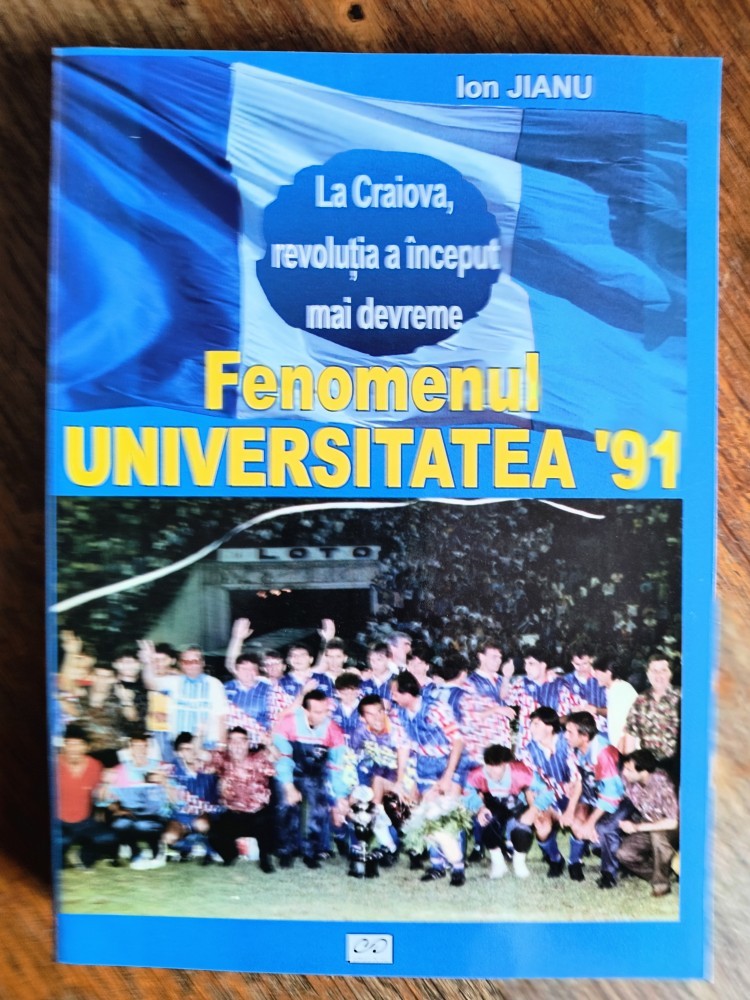 Ion JIANU
La Craiova,
revoluția a început
mai devreme
Fenomenul
UNIVERSITATEA '91
LOTO